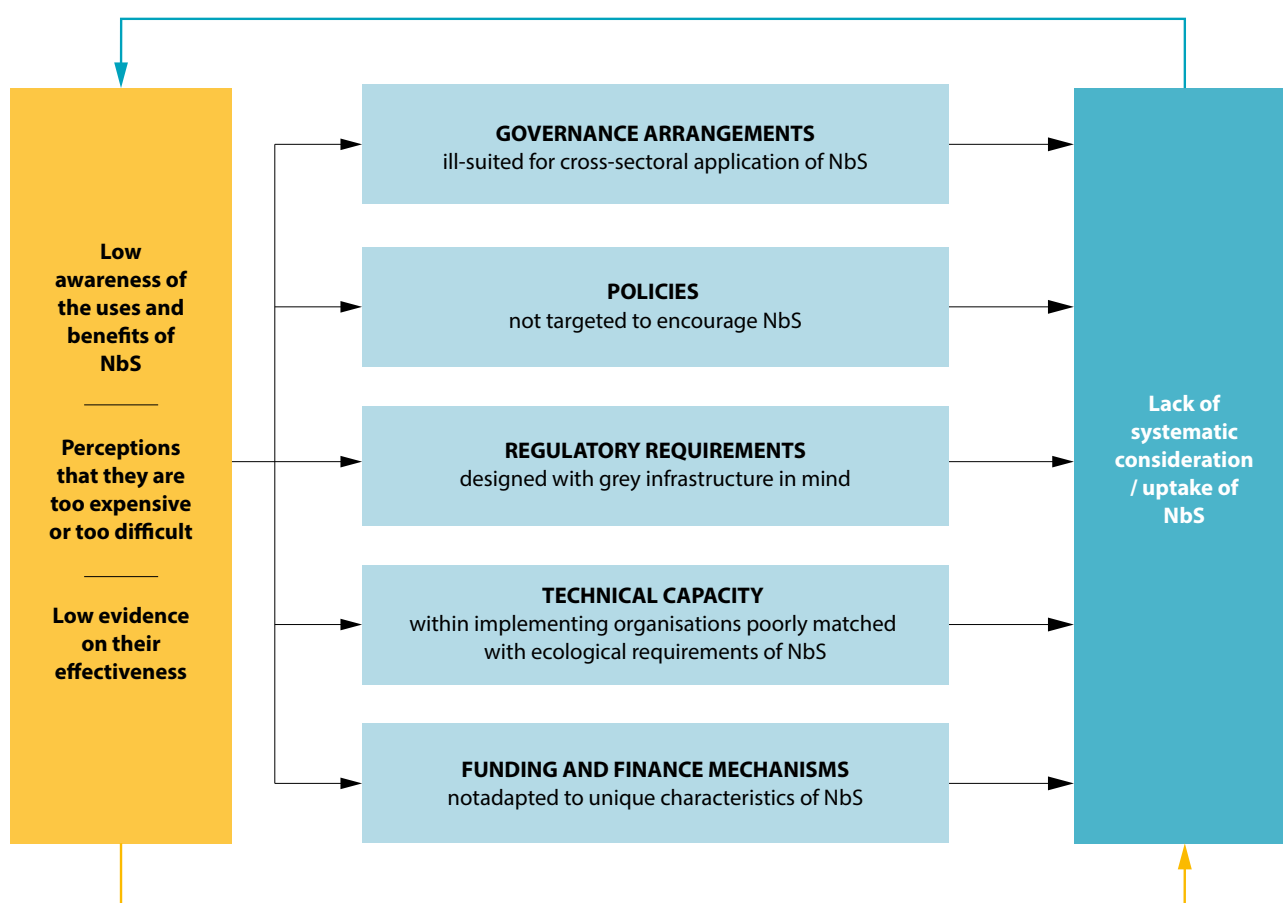 Low
awareness of
the uses and
benefits of
NbS
Perceptions
that they are
too expensive
or too difficult
Low evidence
on their
effectiveness
GOVERNANCE ARRANGEMENTS
ill-suited for cross-sectoral application of NbS
POLICIES
not targeted to encourage NbS
REGULATORY REQUIREMENTS
designed with grey infrastructure in mind
TECHNICAL CAPACITY
within implementing organisations poorly matched
with ecological requirements of NbS
FUNDING AND FINANCE MECHANISMS
notadapted to unique characteristics of NbS
Lack of
systematic
consideration
/ uptake of
NbS